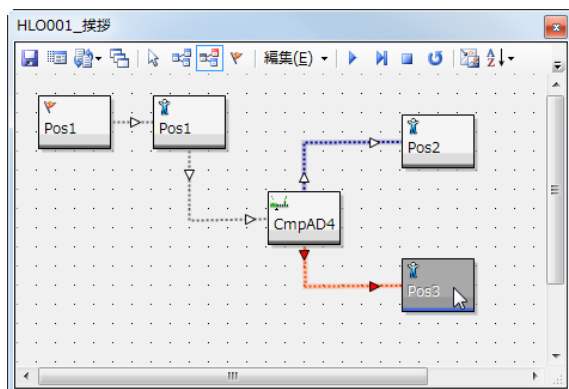 HLO001_挨拶
編集(E)
A
Z
Pos1
Pos1
Pos2
CmpAD4
Pos3